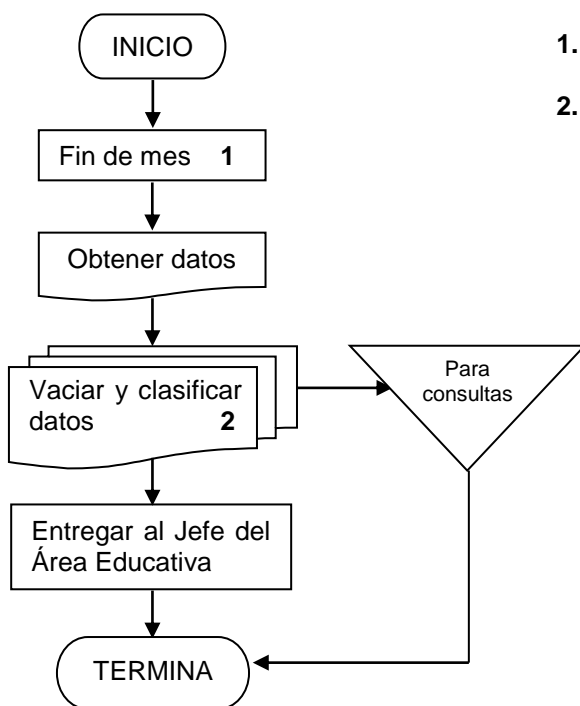 INICIO
1.
2.
Fin de mes 1
Obtener datos
Vaciar y clasificar
datos 2
Para
consultas
Entregar al Jefe del
Área Educativa
TERMINA